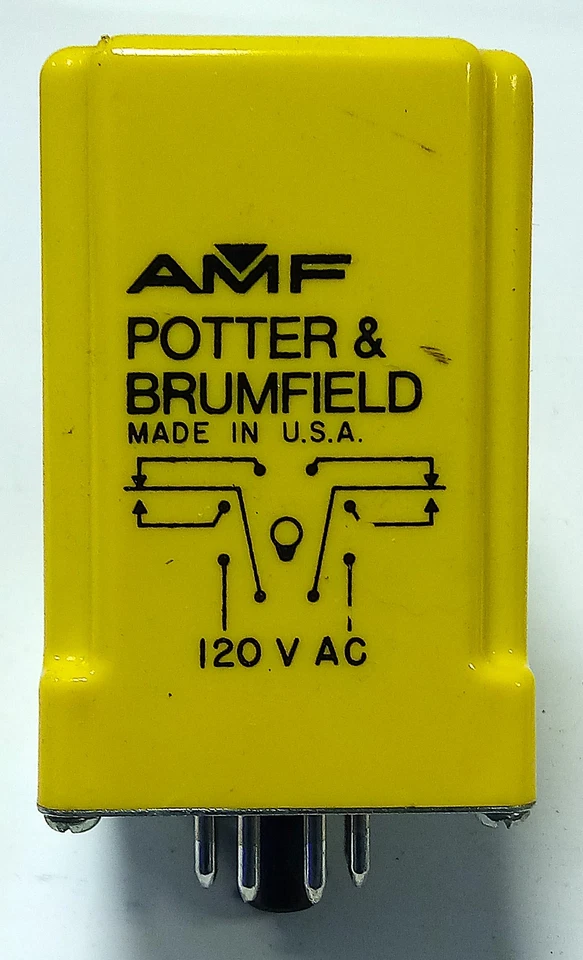 AMF
POTTER &
BRUMFIELD
MADE IN U.S.A.
120 V AC